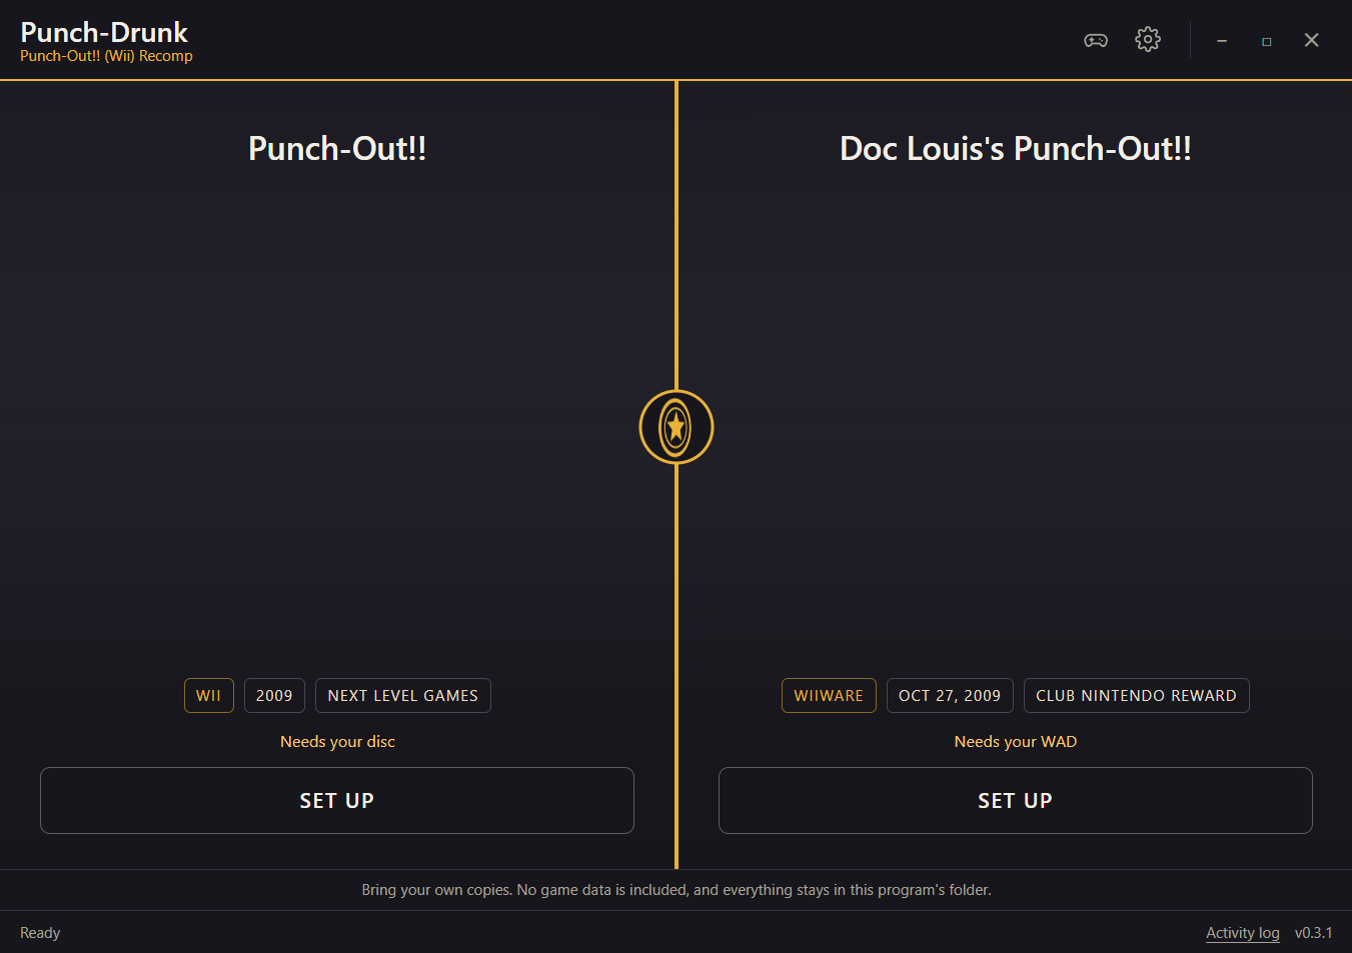 Punch-Drunk
Punch-Out!! (Wii) Recomp
Punch-Out!!
Doc Louis's Punch-Out!!
WII 2009 NEXT LEVEL GAMES
WIIWARE OCT 27, 2009 CLUB NINTENDO REWARD
Needs your disc
Needs your WAD
SET UP
SET UP
Bring your own copies. No game data is included, and everything stays in this program's folder.
Ready
Activity log v0.3.1